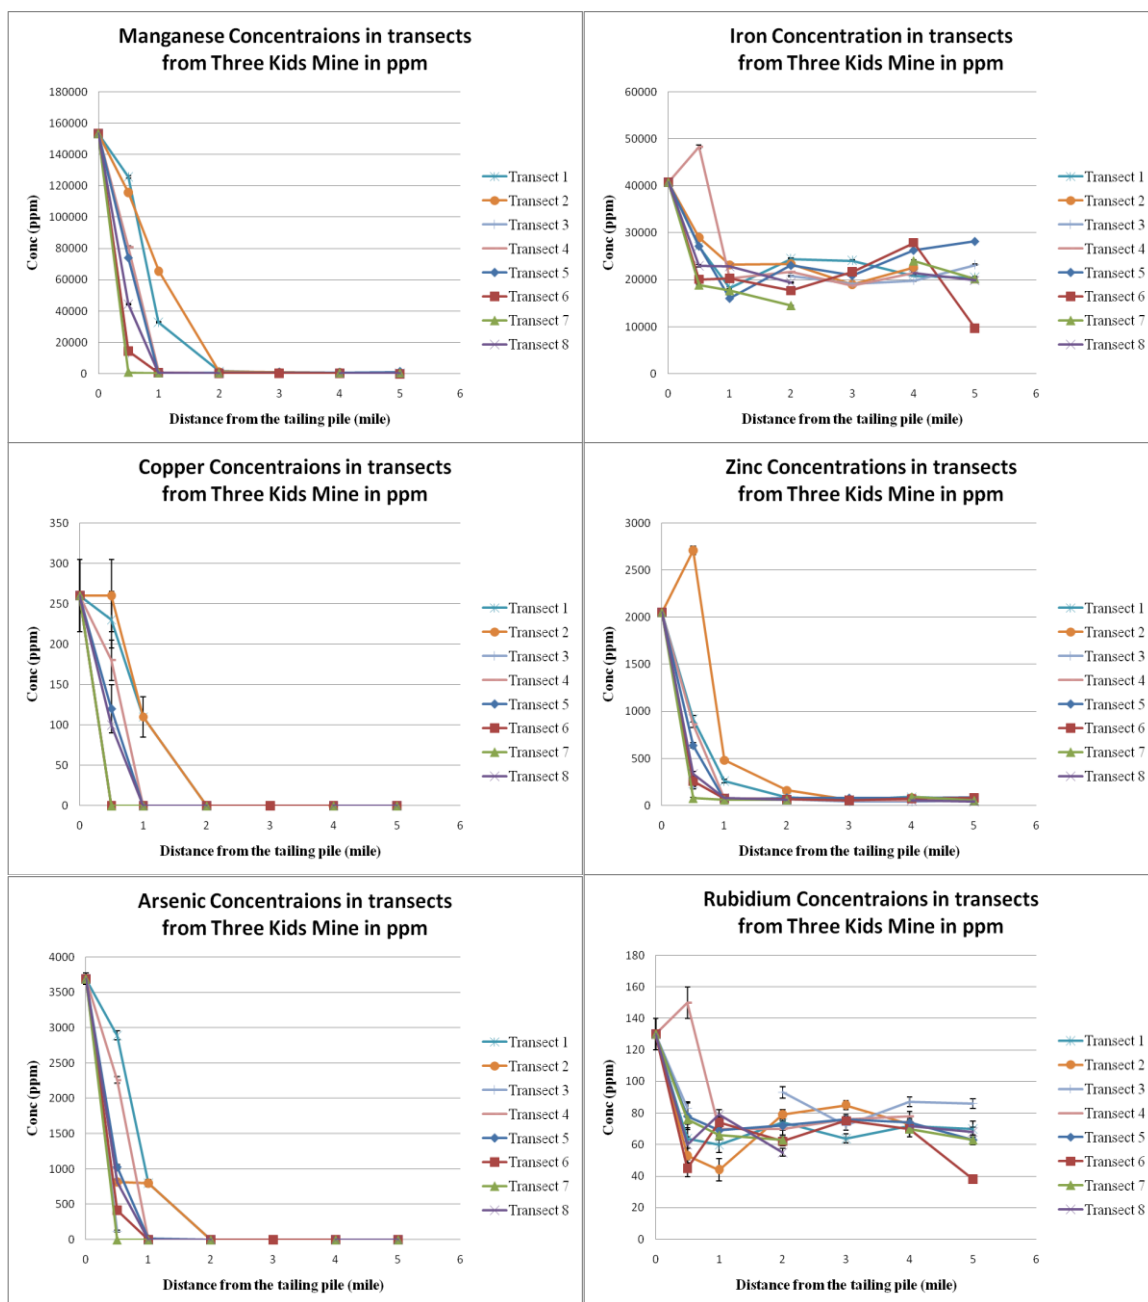 Manganese Concentraions in transects
from Three Kids Mine in ppm
180000
160000
140000
120000
100000
80000
60000
40000
20000
0
Conc (ppm)
0 1 2 3 4 5 6
Distance from the tailing pile (mile)
Transect 1
Transect 2
Transect 3
Transect 4
Transect 5
Transect 6
Transect 7
Transect 8
Iron Concentration in transects
from Three Kids Mine in ppm
60000
50000
40000
30000
20000
10000
0
Conc (ppm)
0 1 2 3 4 5 6
Distance from the tailing pile (mile)
Transect 1
Transect 2
Transect 3
Transect 4
Transect 5
Transect 6
Transect 7
Transect 8
Copper Concentraions in transects
from Three Kids Mine in ppm
350
300
250
200
150
100
50
0
Conc (ppm)
0 1 2 3 4 5 6
Distance from the tailing pile (mile)
Transect 1
Transect 2
Transect 3
Transect 4
Transect 5
Transect 6
Transect 7
Transect 8
Zinc Concentrations in transects
from Three Kids Mine in ppm
3000
2500
2000
1500
1000
500
0
Conc (ppm)
0 1 2 3 4 5 6
Distance from the tailing pile (mile)
Transect 1
Transect 2
Transect 3
Transect 4
Transect 5
Transect 6
Transect 7
Transect 8
Arsenic Concentraions in transects
from Three Kids Mine in ppm
4000
3500
3000
2500
2000
1500
1000
500
0
Conc (ppm)
0 1 2 3 4 5 6
Distance from the tailing pile (mile)
Transect 1
Transect 2
Transect 3
Transect 4
Transect 5
Transect 6
Transect 7
Transect 8
Rubidium Concentraions in transects
from Three Kids Mine in ppm
180
160
140
120
100
80
60
40
20
0
Conc (ppm)
0 1 2 3 4 5 6
Distance from the tailing pile (mile)
Transect 1
Transect 2
Transect 3
Transect 4
Transect 5
Transect 6
Transect 7
Transect 8